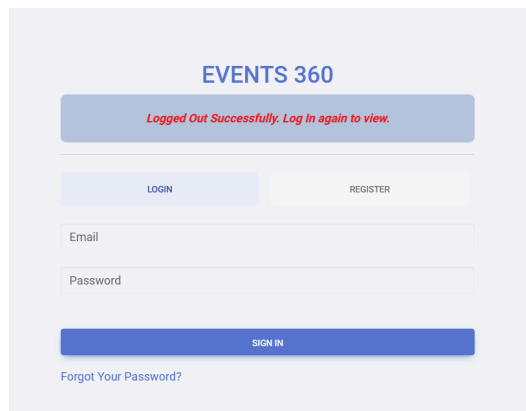 EVENTS 360
Logged Out Successfully. Log In again to view.
LOGIN
REGISTER
Email
Password
SIGN IN
Forgot Your Password?